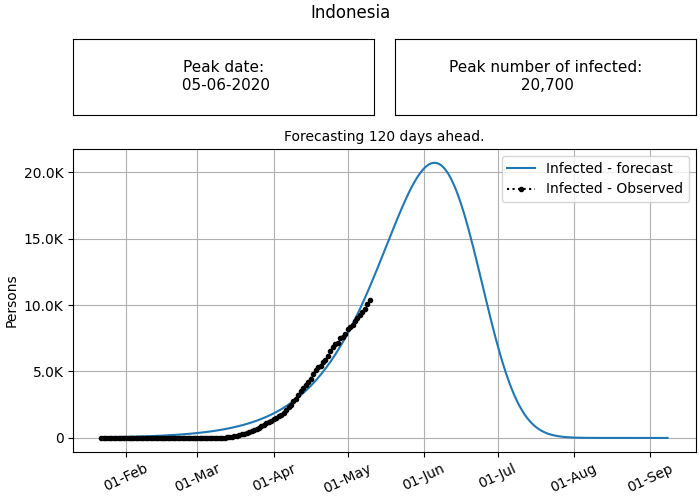 Indonesia
Peak date:
05-06-2020
Peak number of infected:
20,700
Forecasting 120 days ahead.
Infected - forecast
Infected - Observed
Persons
20.0K
15.0K
10.0K
5.0K
0
01-Feb
01-Mar
01-Apr
01-May
01-Jun
01-Jul
01-Aug
01-Sep